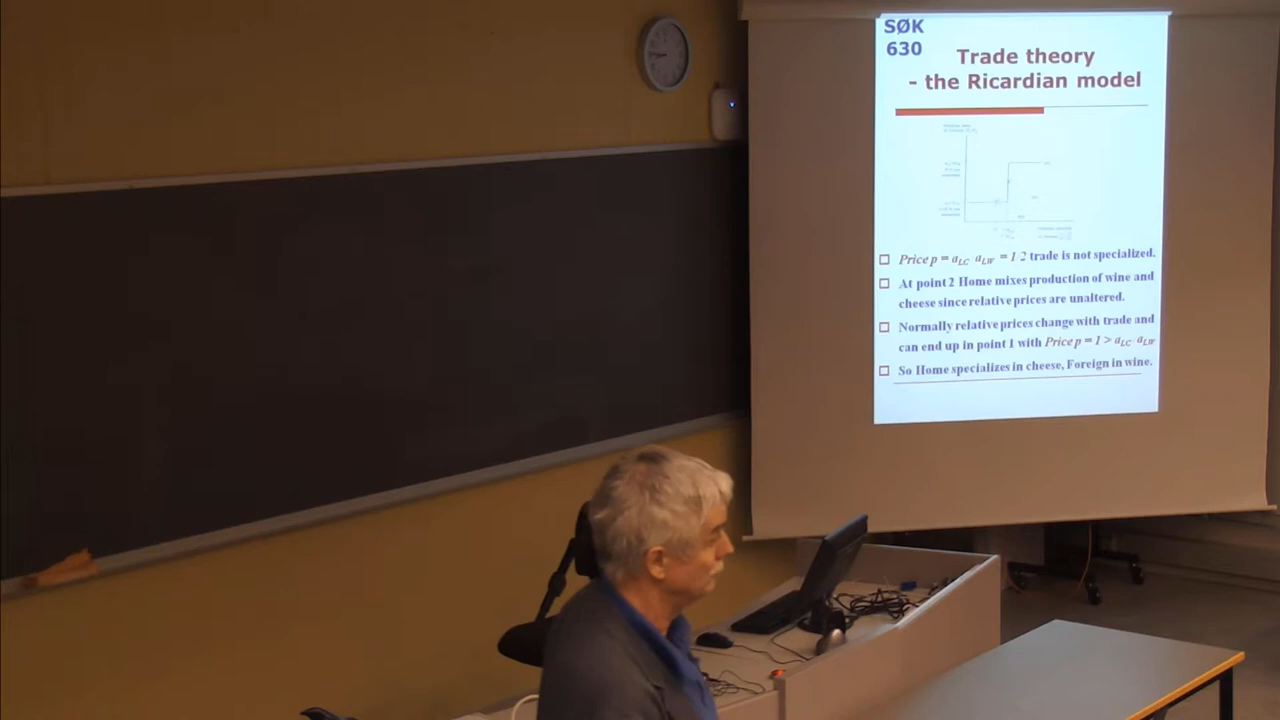 SØK
630
Trade theory
- the Ricardian model
Price p = aLC aLW = 1/2 trade is not specialized.
At point 2 Home mixes production of wine and
cheese since relative prices are unaltered.
Normally relative prices change with trade and
can end up in point 1 with Price p = 1 > aLC aLW
So Home specializes in cheese, Foreign in wine.